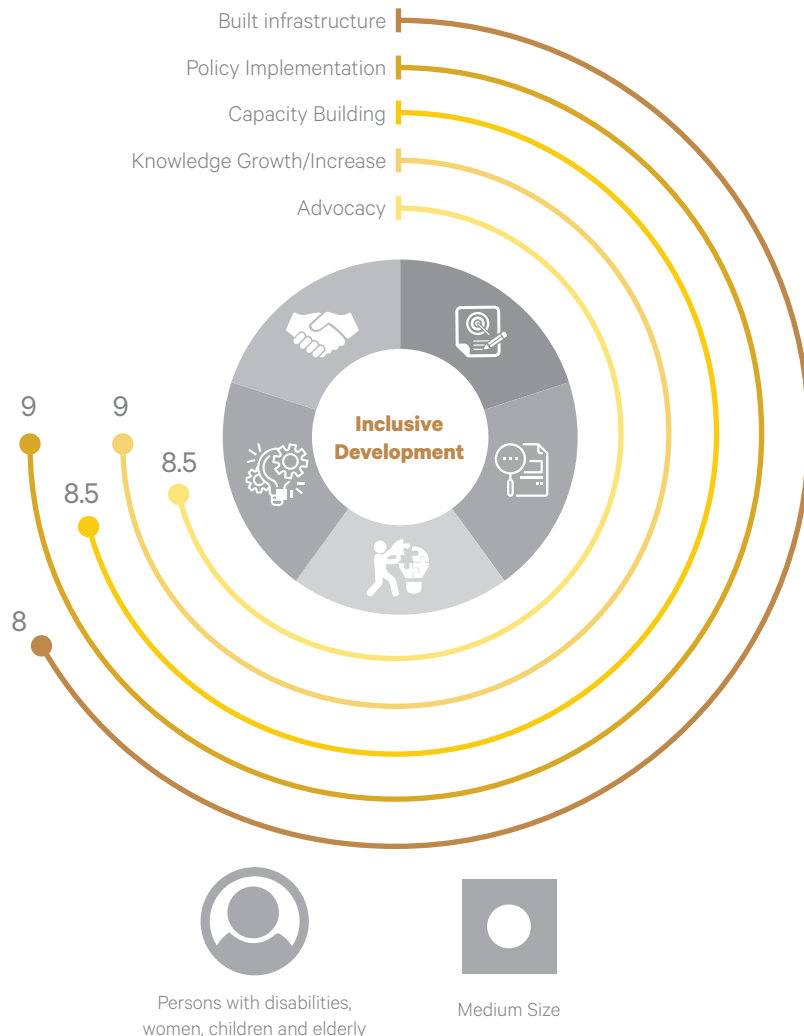 Built infrastructure
Policy Implementation
Capacity Building
Knowledge Growth/Increase
Advocacy
Inclusive
Development
9
9
8.5
8.5
8
Persons with disabilities,
women, children and elderly
Medium Size